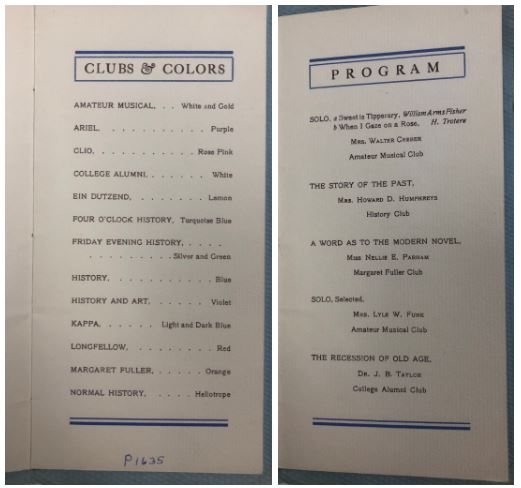 CLUBS & COLORS
AMATEUR MUSICAL, . . White and Gold
ARIEL, . . . . . . . . . . . Purple
CLIO, . . . . . . . . . . Rose Pink
COLLEGE ALUMNI, . . . . . . White
EIN DUTZEND, . . . . . . . Lemon
FOUR O'CLOCK HISTORY, Turquoise Blue
FRIDAY EVENING HISTORY, . . . .
. . . . . . . . . Silver and Green
HISTORY, . . . . . . . . . . Blue
HISTORY AND ART, . . . . . Violet
KAPPA, . . . . . Light and Dark Blue
LONGFELLOW, . . . . . . . . Red
MARGARET FULLER, . . . . . Orange
NORMAL HISTORY, . . . . Heliotrope
P1635
PROGRAM
SOLO, a Sweet is Tipperary, William Arms Fisher
b When I Gaze on a Rose, H. Trotere
MRS. WALTER
Amateur Musical Club
THE STORY OF THE PAST,
MRS. HOWARD D. HUMPHREYS
History Club
A WORD AS TO THE MODERN NOVEL,
MISS NELLIE E. PARHAM
Margaret Fuller Club
SOLO, Selected,
MRS. LYLE W. FUNK
Amateur Musical Club
THE RECESSION OF OLD AGE,
DR. J. B. TAYLOR
College Alumni Club